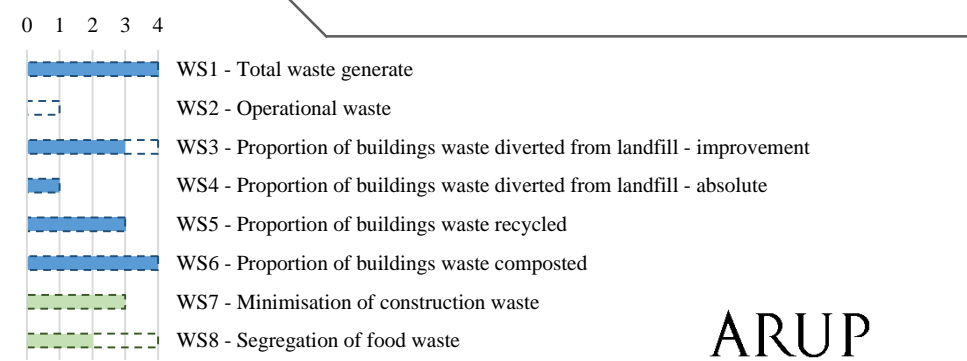 0 1 2 3 4
WS1 - Total waste generate
WS2 - Operational waste
WS3 - Proportion of buildings waste diverted from landfill - improvement
WS4 - Proportion of buildings waste diverted from landfill - absolute
WS5 - Proportion of buildings waste recycled
WS6 - Proportion of buildings waste composted
WS7 - Minimisation of construction waste
WS8 - Segregation of food waste
ARUP